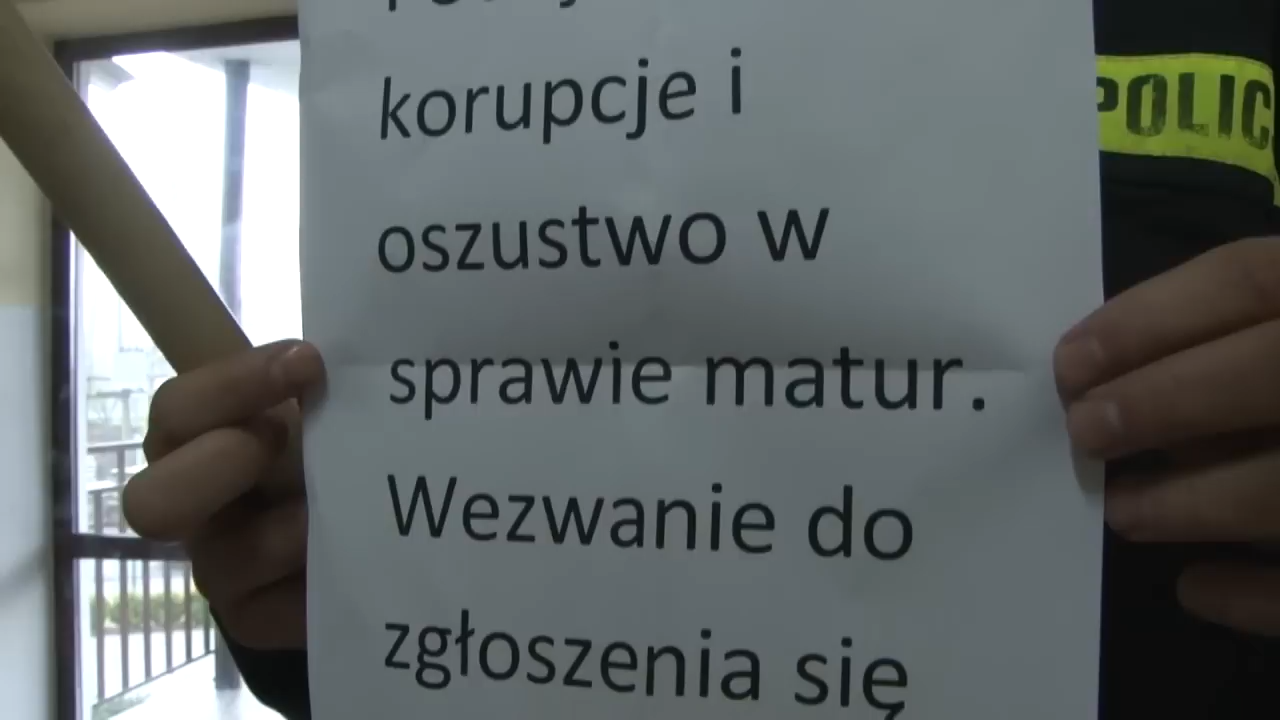 korupcje i
oszustwo w
sprawie matur.
Wezwanie do
zgłoszenia się
POLIC